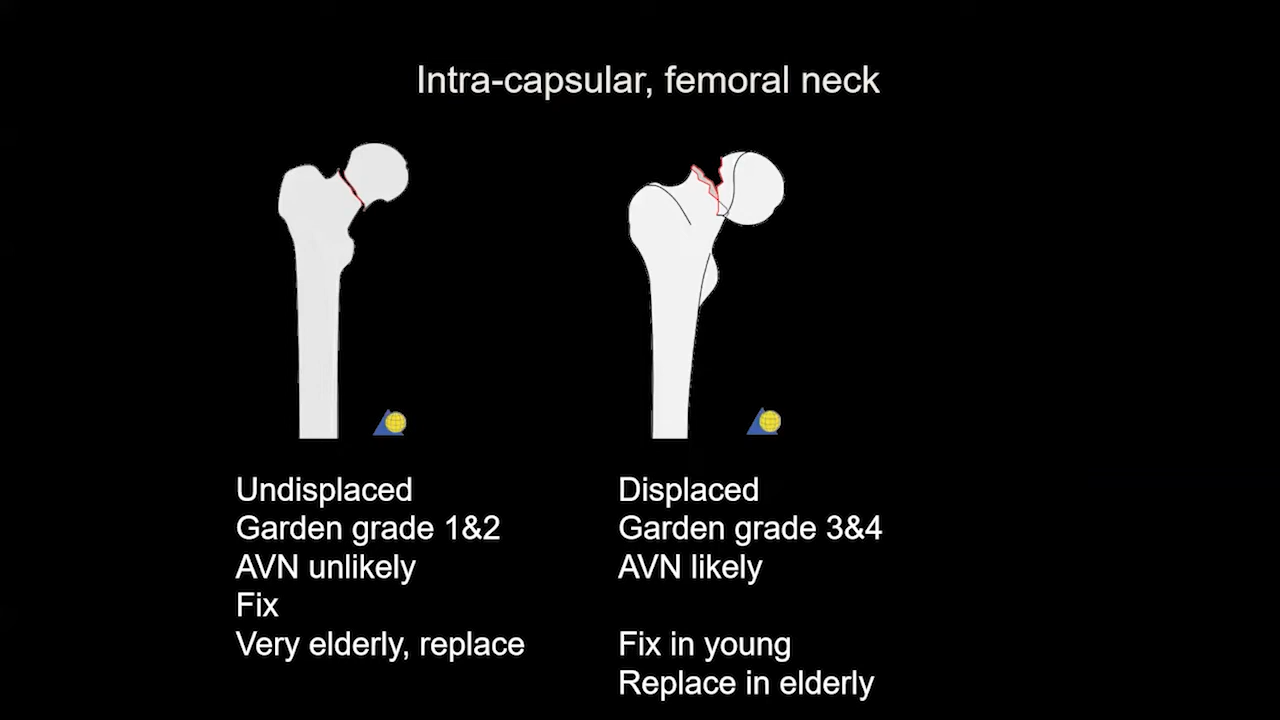 Intra-capsular, femoral neck
Undisplaced
Garden grade 1&2
AVN unlikely
Fix
Very elderly, replace
Displaced
Garden grade 3&4
AVN likely
Fix in young
Replace in elderly